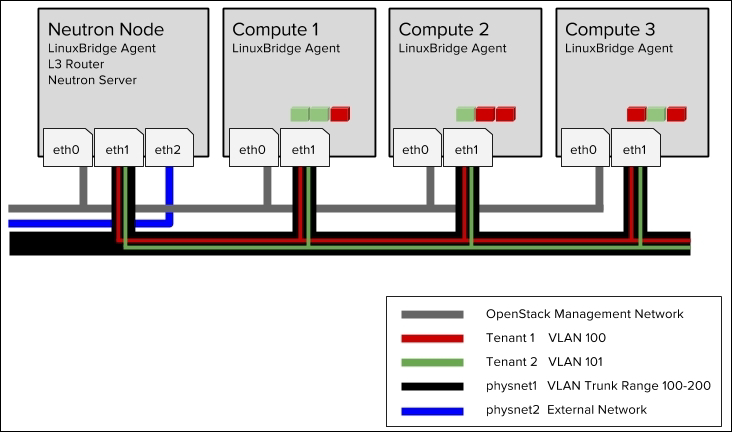 Neutron Node
LinuxBridge Agent
L3 Router
Neutron Server
eth0
eth1
eth2
Compute 1
LinuxBridge Agent
eth0
eth1
Compute 2
LinuxBridge Agent
eth0
eth1
Compute 3
LinuxBridge Agent
eth0
eth1
OpenStack Management Network
Tenant 1 VLAN 100
Tenant 2 VLAN 101
physnet1 VLAN Trunk Range 100-200
physnet2 External Network